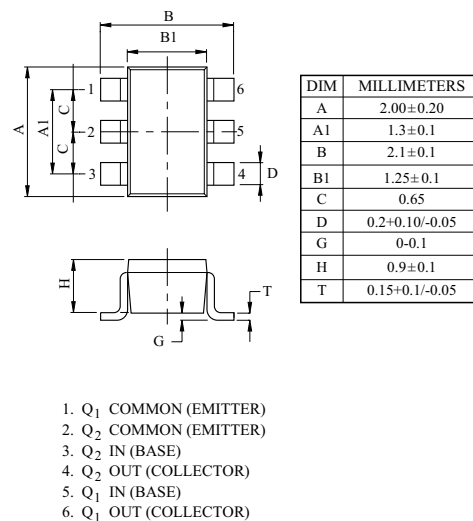 B
B1
1
6
A
A1
C
2
5
C
3
4
D
H
T
G
DIM MILLIMETERS
A 2.00±0.20
A1 1.3±0.1
B 2.1±0.1
B1 1.25±0.1
C 0.65
D 0.2+0.10/-0.05
G 0-0.1
H 0.9±0.1
T 0.15+0.1/-0.05
1. Q1 COMMON (EMITTER)
2. Q2 COMMON (EMITTER)
3. Q2 IN (BASE)
4. Q2 OUT (COLLECTOR)
5. Q1 IN (BASE)
6. Q1 OUT (COLLECTOR)